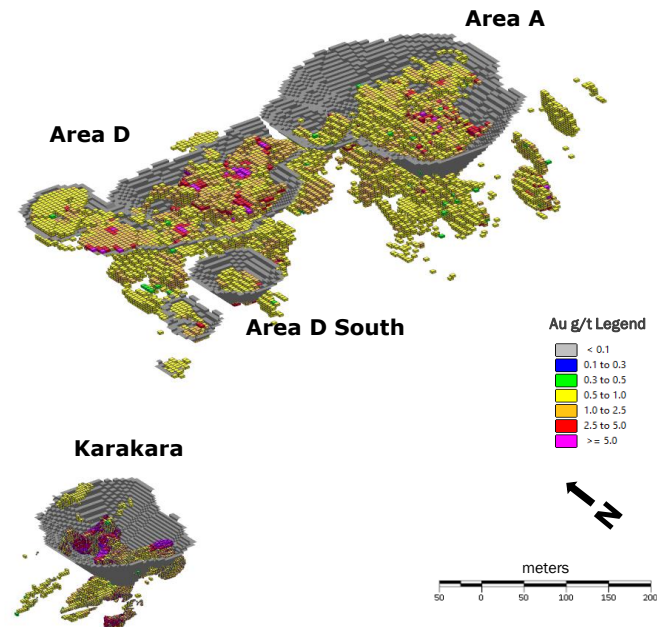 Area A
Area D
Area D South
Au g/t Legend
< 0.1
0.1 to 0.3
0.3 to 0.5
0.5 to 1.0
1.0 to 2.5
2.5 to 5.0
>= 5.0
Karakara
N
meters
50 0 50 100 150 200